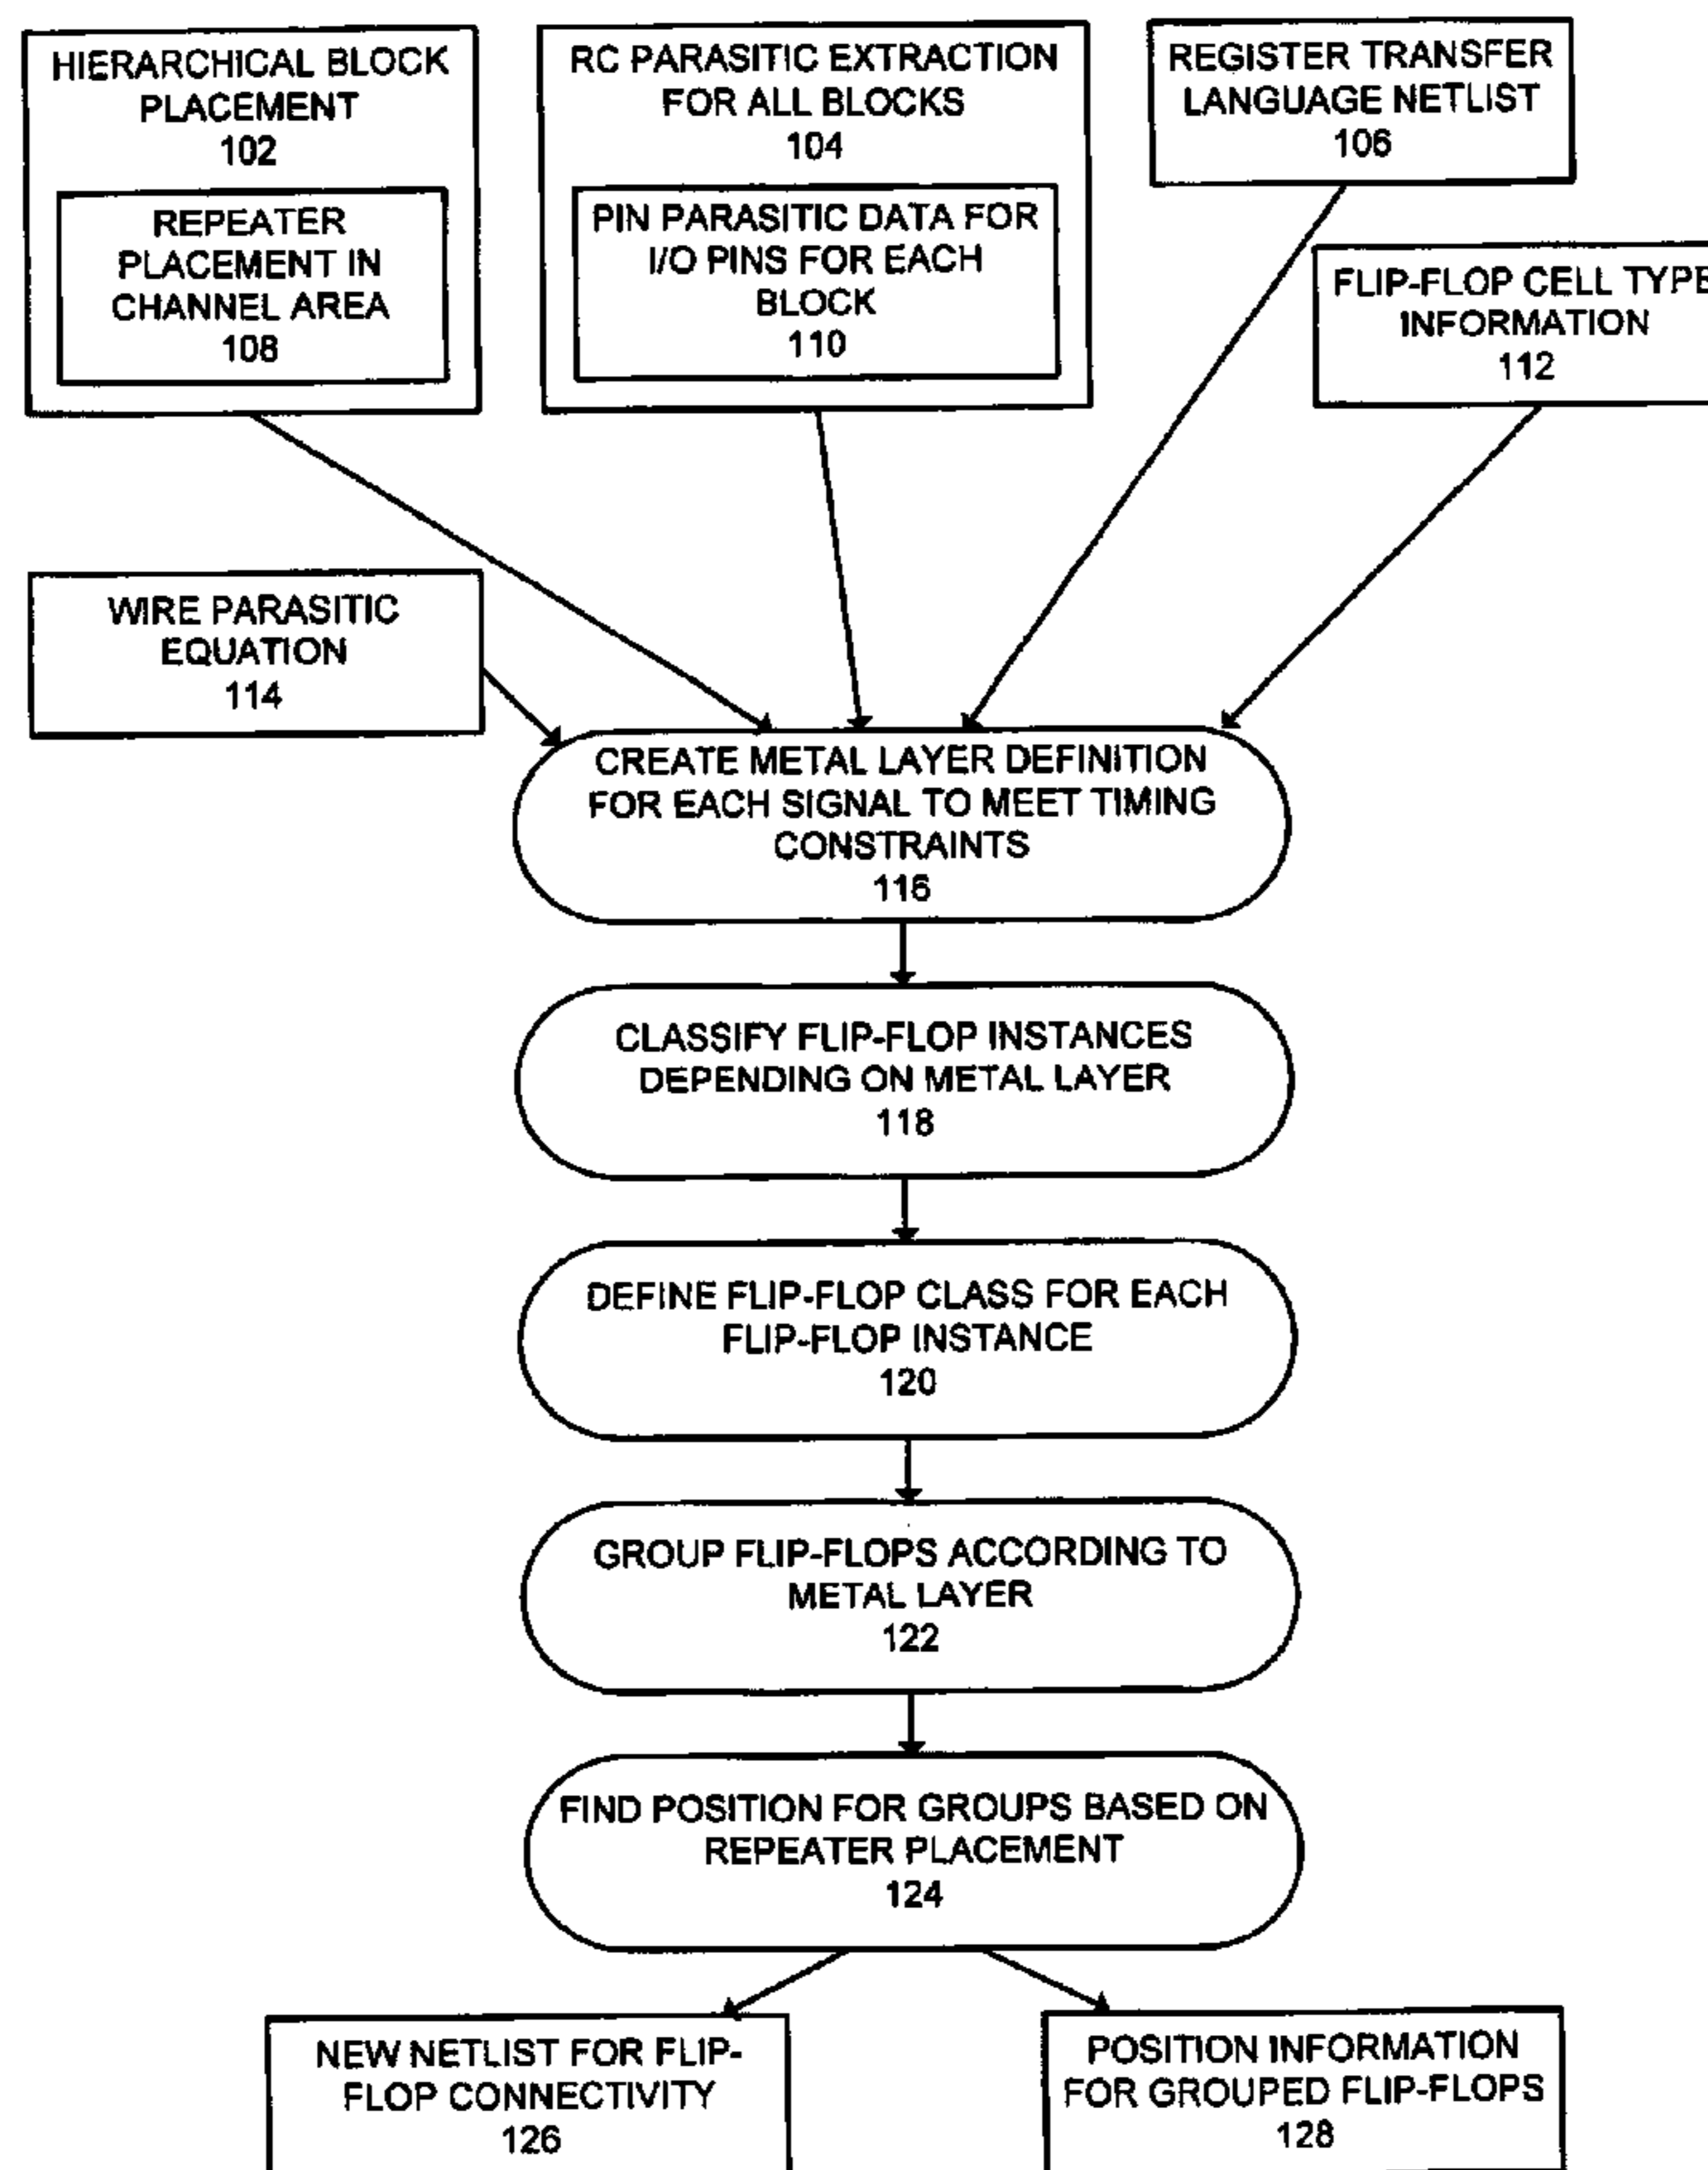 HIERARCHICAL BLOCK
PLACEMENT
102
REPEATER
PLACEMENT IN
CHANNEL AREA
108
RC PARASITIC EXTRACTION
FOR ALL BLOCKS
104
PIN PARASITIC DATA FOR
I/O PINS FOR EACH
BLOCK
110
REGISTER TRANSFER
LANGUAGE NETLIST
106
FLIP-FLOP CELL TYPE
INFORMATION
112
WIRE PARASITIC
EQUATION
114
CREATE METAL LAYER DEFINITION
FOR EACH SIGNAL TO MEET TIMING
CONSTRAINTS
116
CLASSIFY FLIP-FLOP INSTANCES
DEPENDING ON METAL LAYER
118
DEFINE FLIP-FLOP CLASS FOR EACH
FLIP-FLOP INSTANCE
120
GROUP FLIP-FLOPS ACCORDING TO
METAL LAYER
122
FIND POSITION FOR GROUPS BASED ON
REPEATER PLACEMENT
124
NEW NETLIST FOR FLIP-
FLOP CONNECTIVITY
126
POSITION INFORMATION
FOR GROUPED FLIP-FLOPS
128